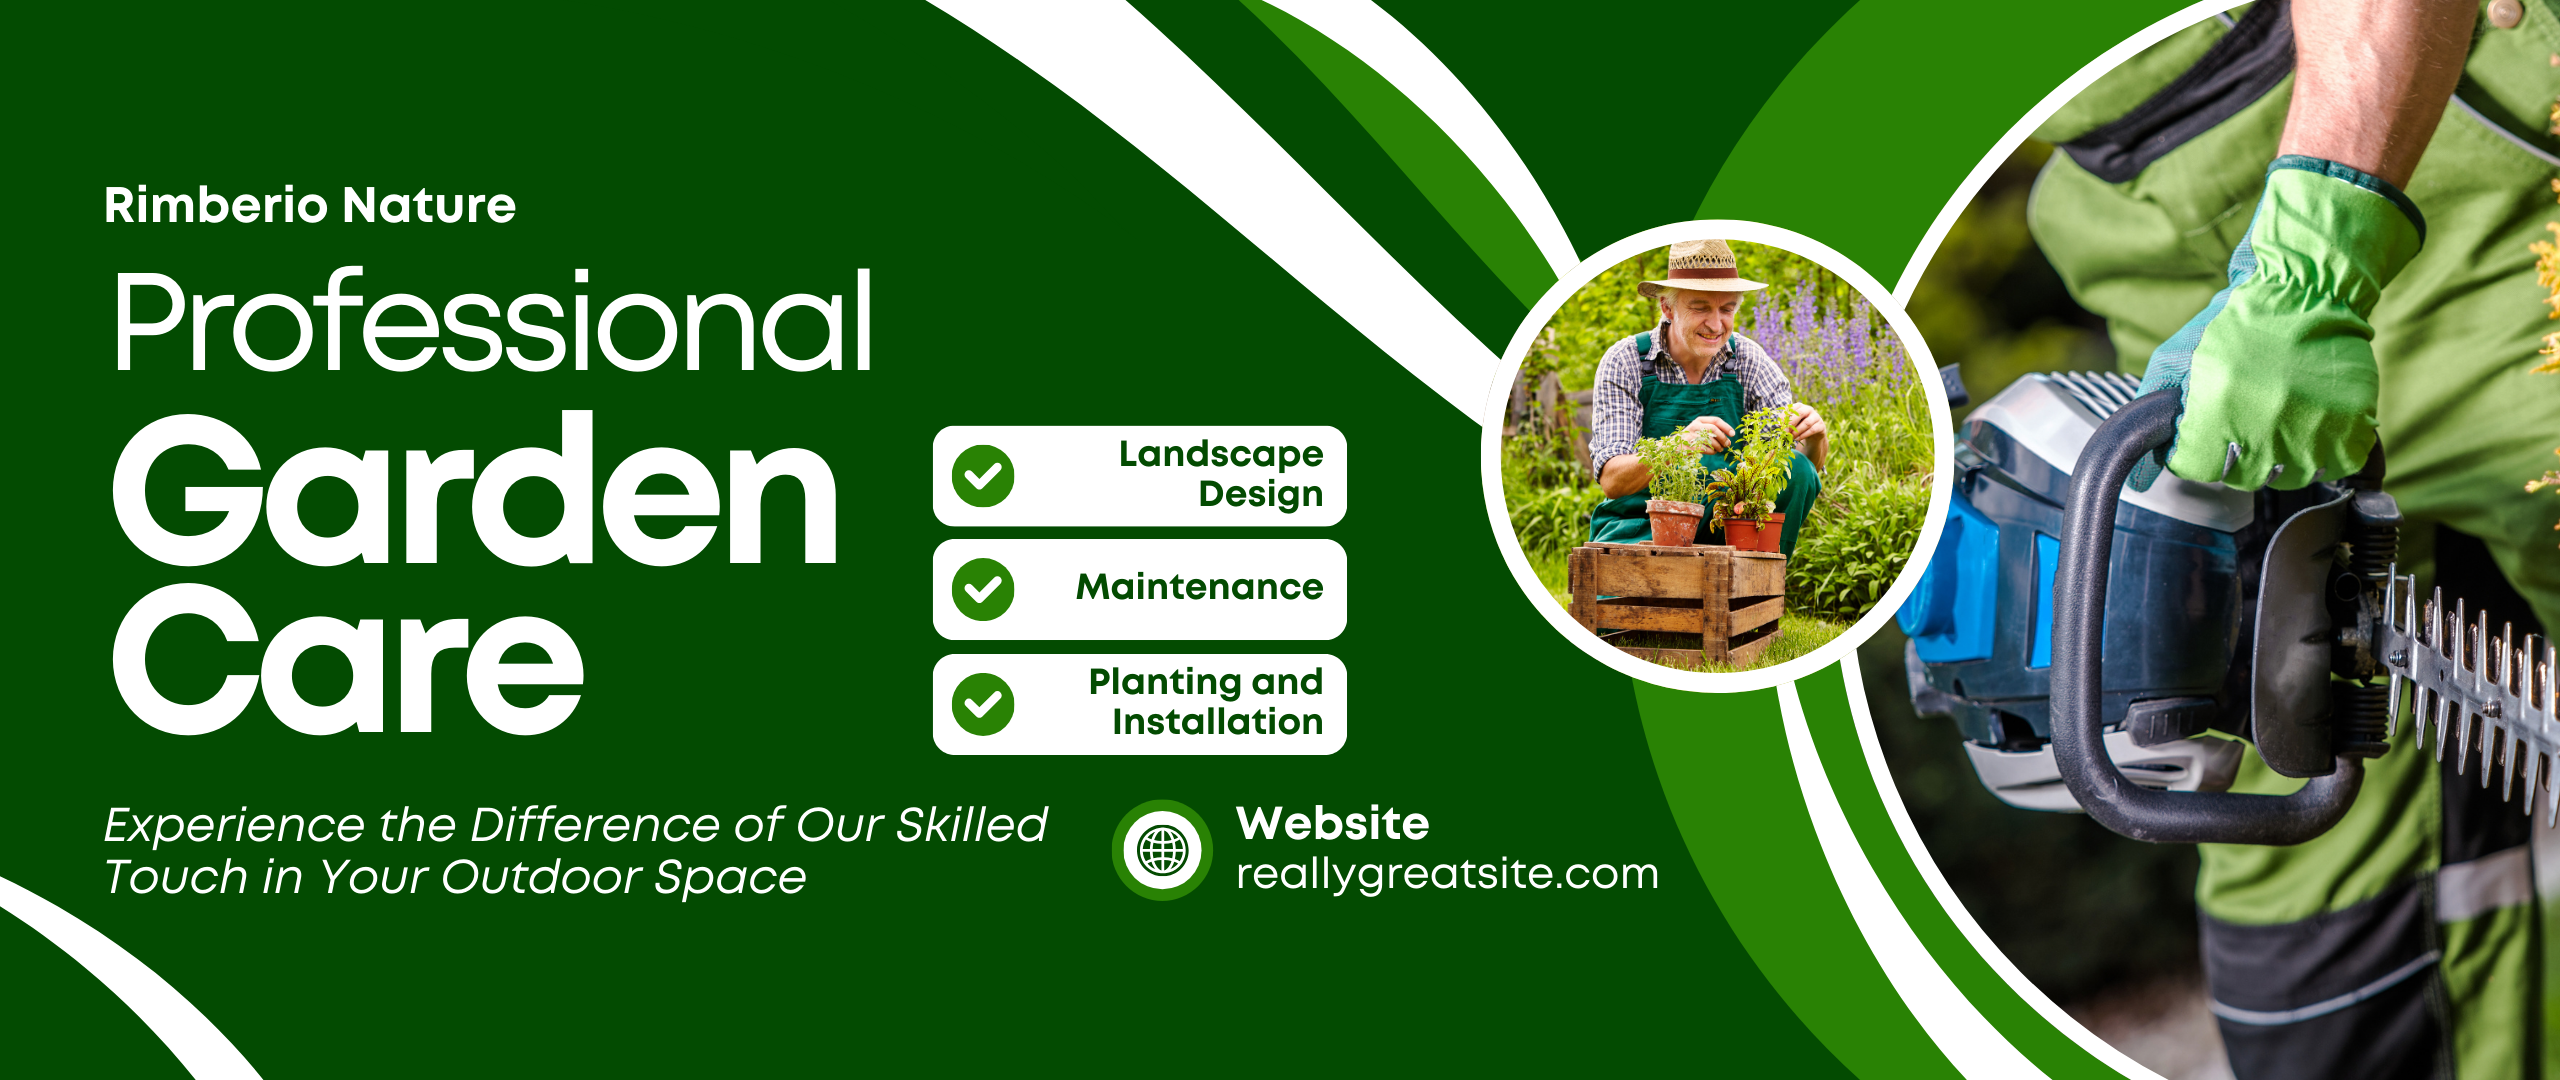 Rimberio Nature
Professional
Garden
Care
Landscape
Design
Maintenance
Planting and
Installation
Experience the Difference of Our Skilled
Touch in Your Outdoor Space
Website
reallygreatsite.com